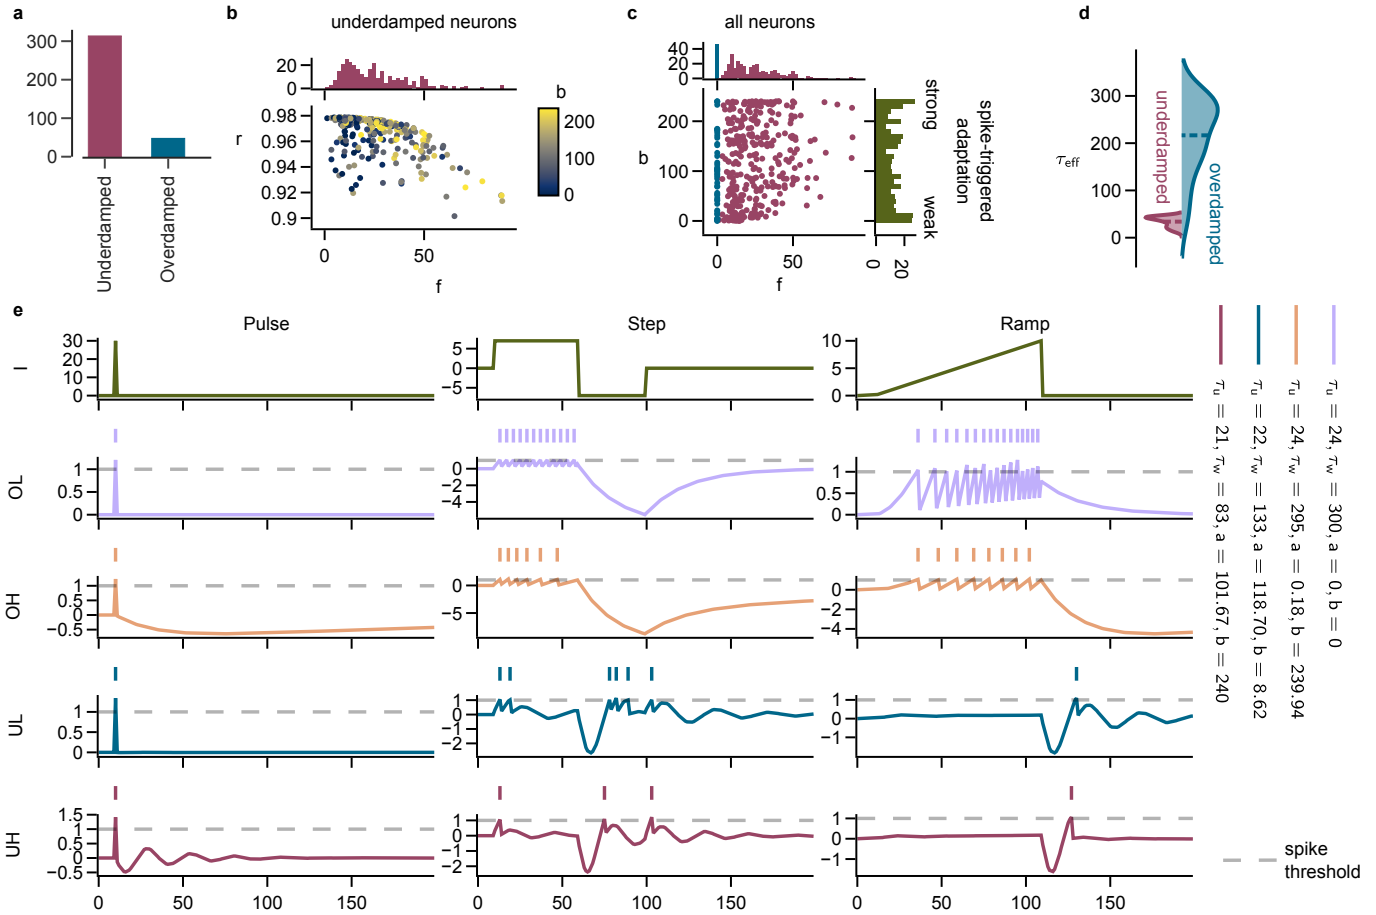 a
300
200
100
0
Underdamped
Overdamped
b
underdamped neurons
20
0
r
0.98
0.96
0.94
0.92
0.9
0
50
f
b
200
100
0
c
all neurons
40
20
0
b
200
100
0
0
50
f
0
20
strong
weak
spike-triggered
adaptation
d
τeff
300
200
100
0
underdamped
overdamped
e
Pulse
Step
Ramp
I
30
20
10
0
5
0
−5
10
5
0
OL
1
0.5
0
0
−2
−4
1
0.5
0
OH
1
0.5
0
−0.5
0
−5
0
−2
−4
UL
1
0.5
0
1
0
−1
−2
1
0
−1
UH
1.5
1
0.5
0
−0.5
1
0
−1
−2
1
0
−1
0
50
100
150
0
50
100
150
0
50
100
150
τu = 21, τw = 83, a = 101.67, b = 240
τu = 22, τw = 133, a = 118.70, b = 8.62
τu = 24, τw = 295, a = 0.18, b = 239.94
τu = 24, τw = 300, a = 0, b = 0
spike
threshold